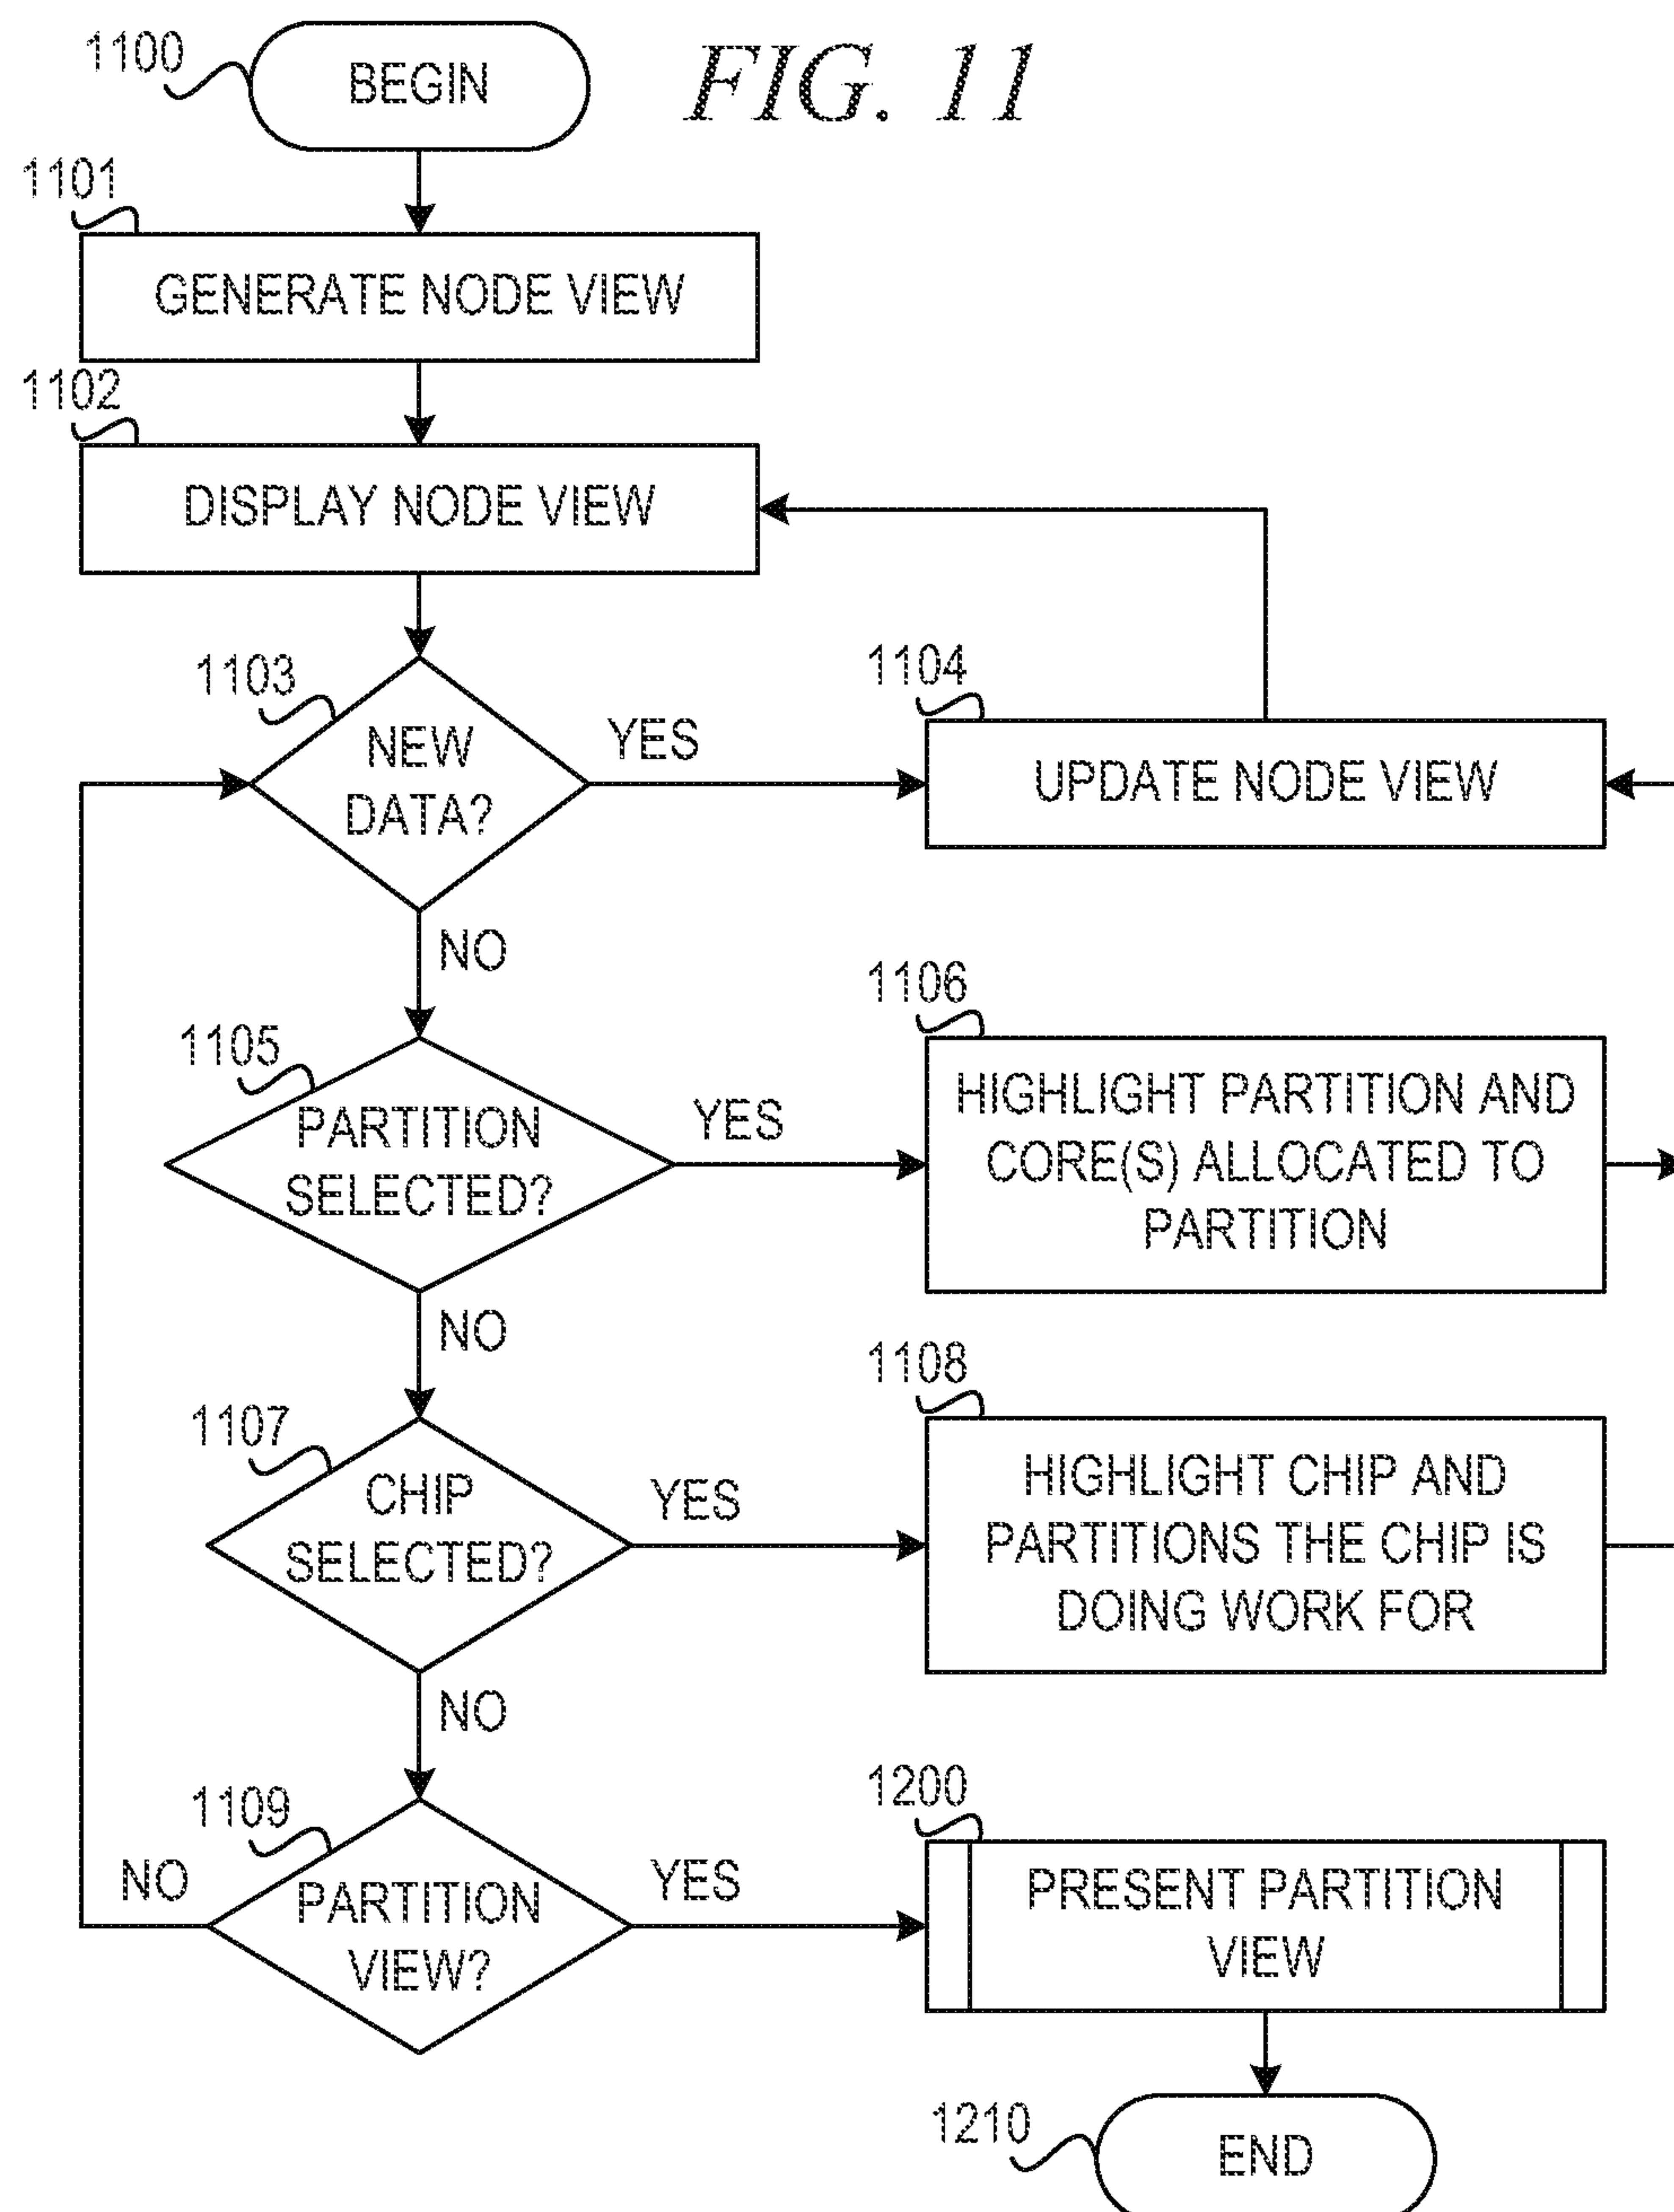 FIG. 11
1100
BEGIN
1101
GENERATE NODE VIEW
1102
DISPLAY NODE VIEW
1103
NEW
DATA?
YES
NO
1104
UPDATE NODE VIEW
1105
PARTITION
SELECTED?
YES
NO
1106
HIGHLIGHT PARTITION AND
CORE(S) ALLOCATED TO
PARTITION
1107
CHIP
SELECTED?
YES
NO
1108
HIGHLIGHT CHIP AND
PARTITIONS THE CHIP IS
DOING WORK FOR
1109
PARTITION
VIEW?
NO
YES
1200
PRESENT PARTITION
VIEW
1210
END